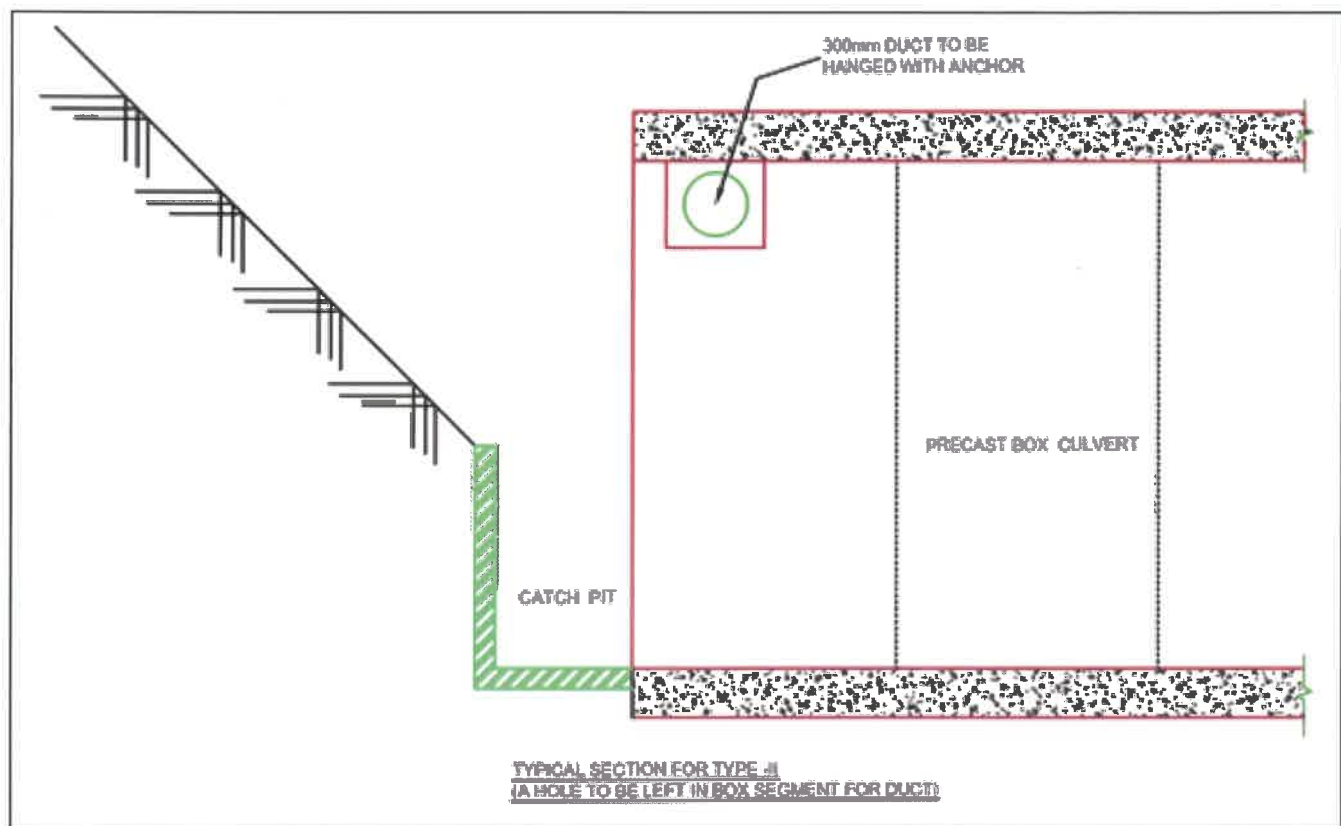 300mm DUCT TO BE
HANGED WITH ANCHOR
PRECAST BOX CULVERT
CATCH PIT
TYPICAL SECTION FOR TYPE -II
(A HOLE TO BE LEFT IN BOX SEGMENT FOR DUCT)